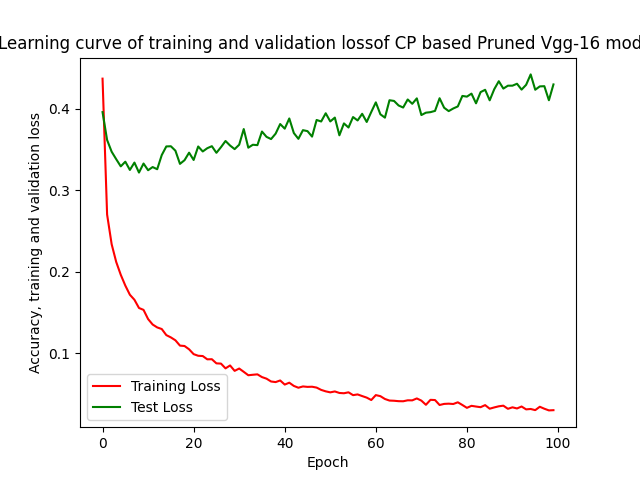 Learning curve of training and validation lossof CP based Pruned Vgg-16 mod
Accuracy, training and validation loss
0.4
0.3
0.2
0.1
Training Loss
Test Loss
0 20 40 60 80 100
Epoch